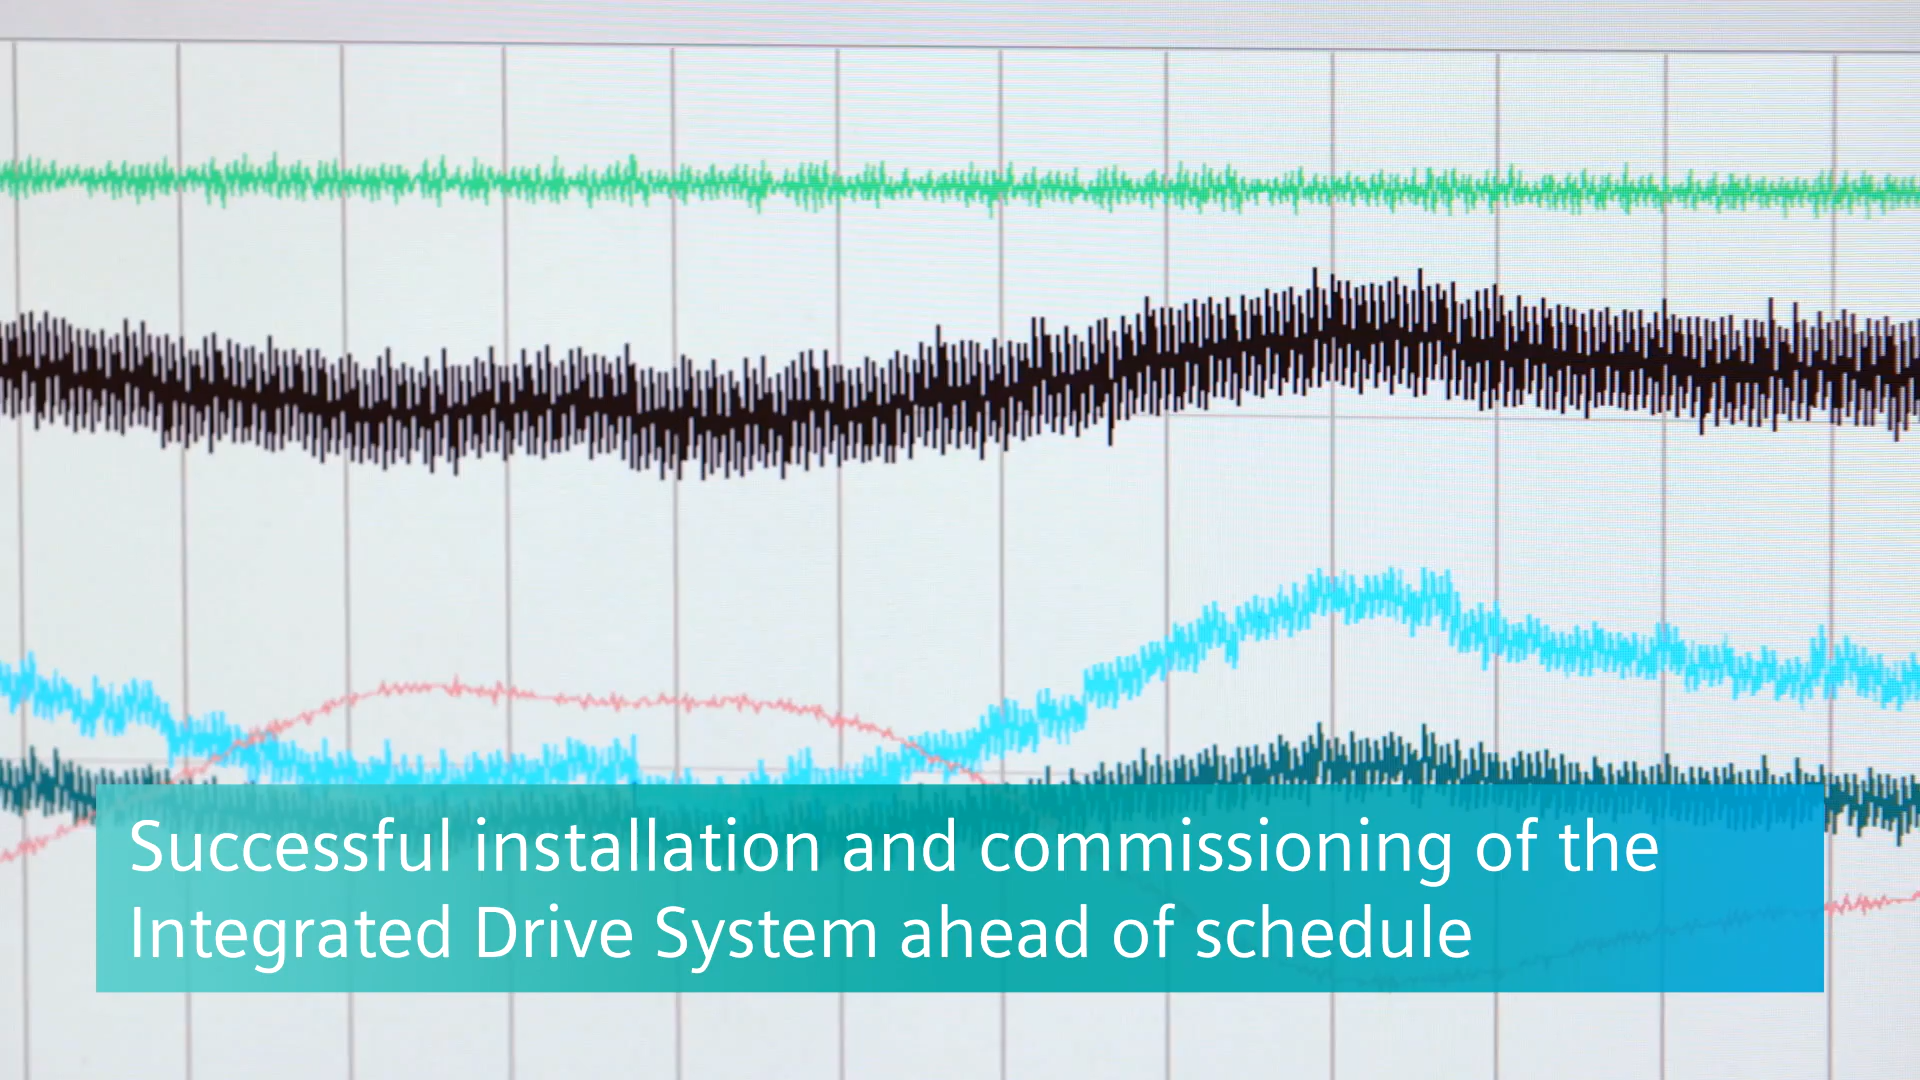 Successful installation and commissioning of the
Integrated Drive System ahead of schedule